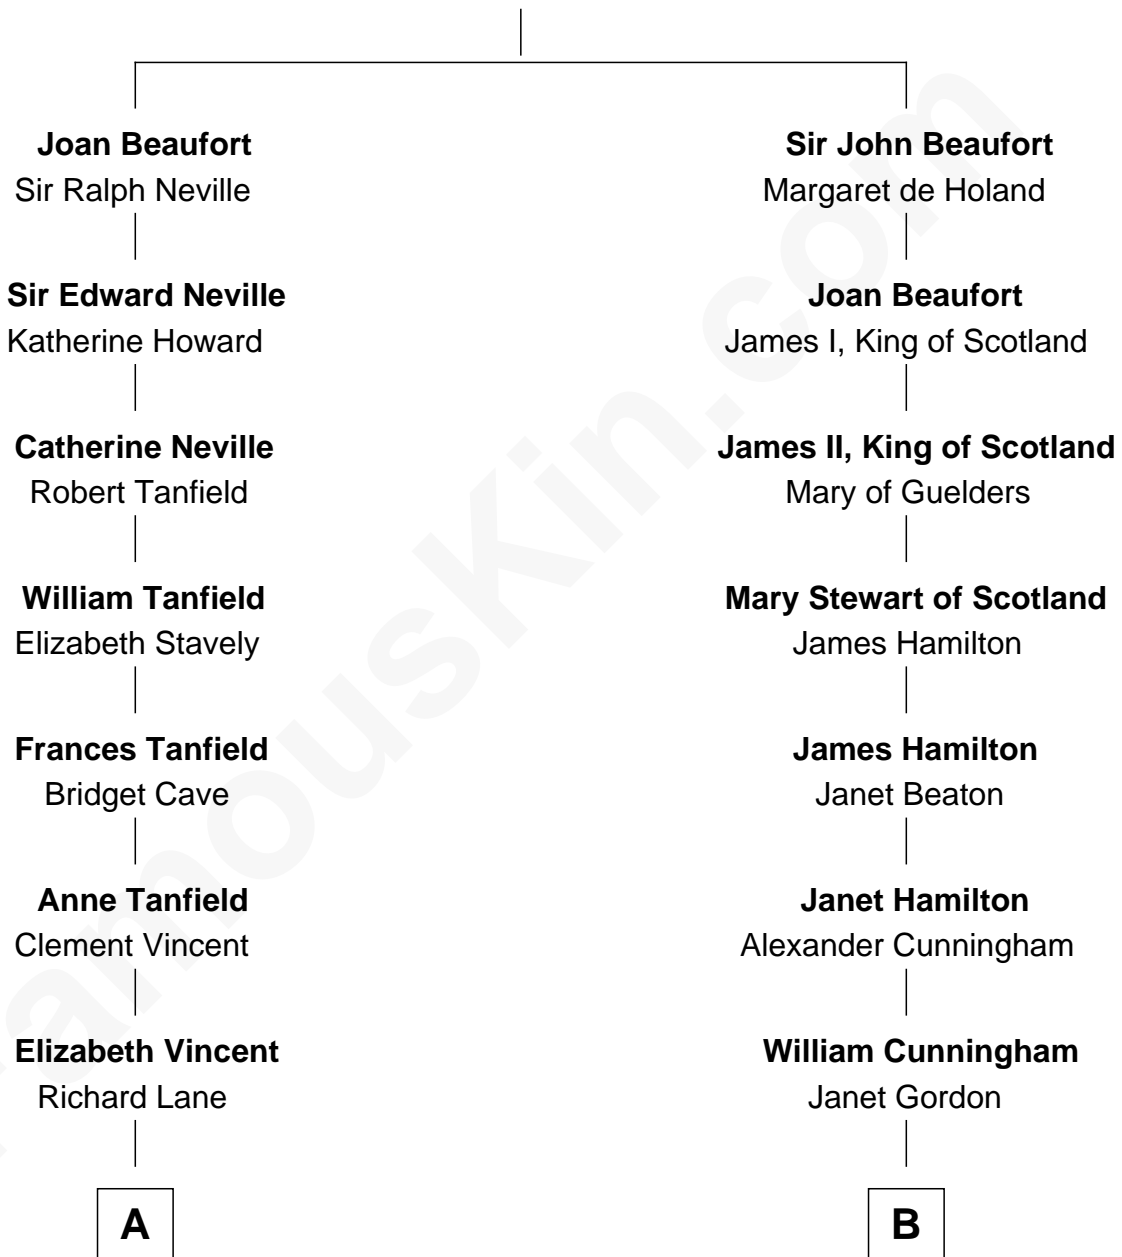 Joan Beaufort
Sir Ralph Neville
Sir Edward Neville
Katherine Howard
Catherine Neville
Robert Tanfield
William Tanfield
Elizabeth Stavely
Frances Tanfield
Bridget Cave
Anne Tanfield
Clement Vincent
Elizabeth Vincent
Richard Lane
A
Sir John Beaufort
Margaret de Holand
Joan Beaufort
James I, King of Scotland
James II, King of Scotland
Mary of Guelders
Mary Stewart of Scotland
James Hamilton
James Hamilton
Janet Beaton
Janet Hamilton
Alexander Cunningham
William Cunningham
Janet Gordon
B
FamousKin.com